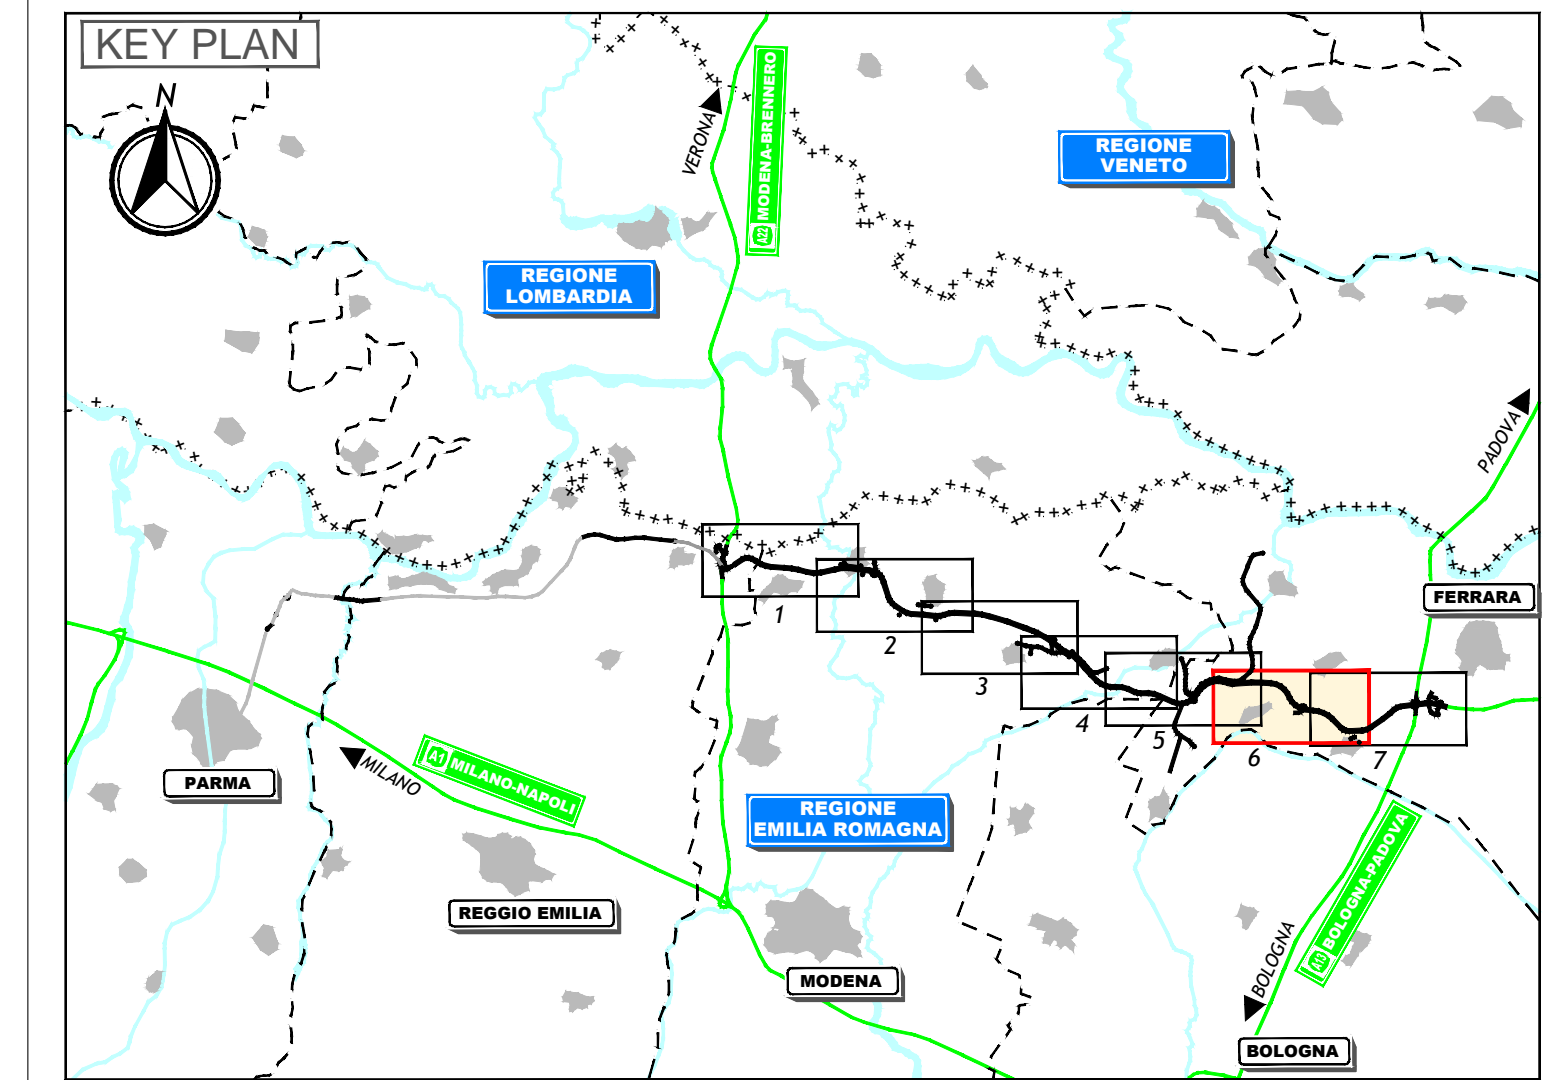 KEY PLAN
N
VERONA
A22 MODENA-BRENNERO
REGIONE
VENETO
REGIONE
LOMBARDIA
PADOVA
FERRARA
1
2
3
4
5
6
7
PARMA
MILANO
A1 MILANO-NAPOLI
REGIONE
EMILIA ROMAGNA
REGGIO EMILIA
MODENA
A13 BOLOGNA-PADOVA
BOLOGNA
BOLOGNA